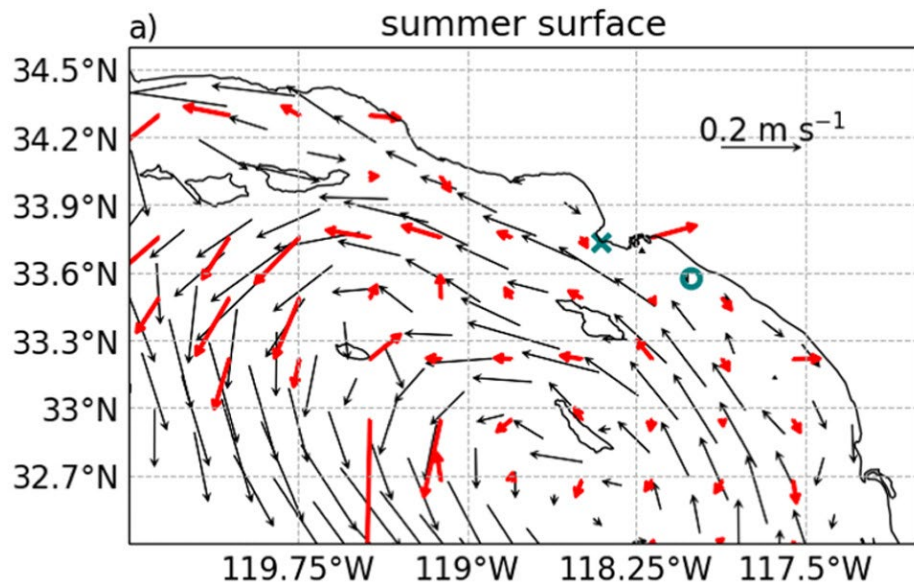 a) summer surface
34.5°N
34.2°N
0.2 m s⁻¹
33.9°N
33.6°N
33.3°N
33°N
32.7°N
119.75°W 119°W 118.25°W 117.5°W